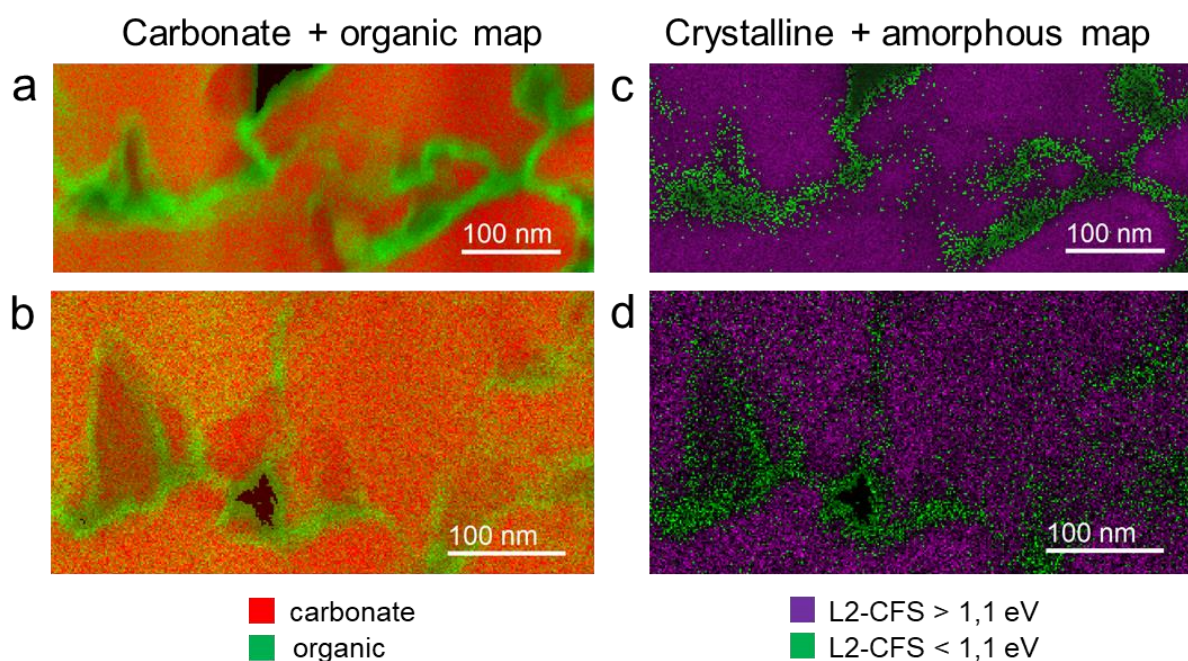 Carbonate + organic map
Crystalline + amorphous map
a
100 nm
c
100 nm
b
100 nm
d
100 nm
carbonate
organic
L2-CFS > 1,1 eV
L2-CFS < 1,1 eV